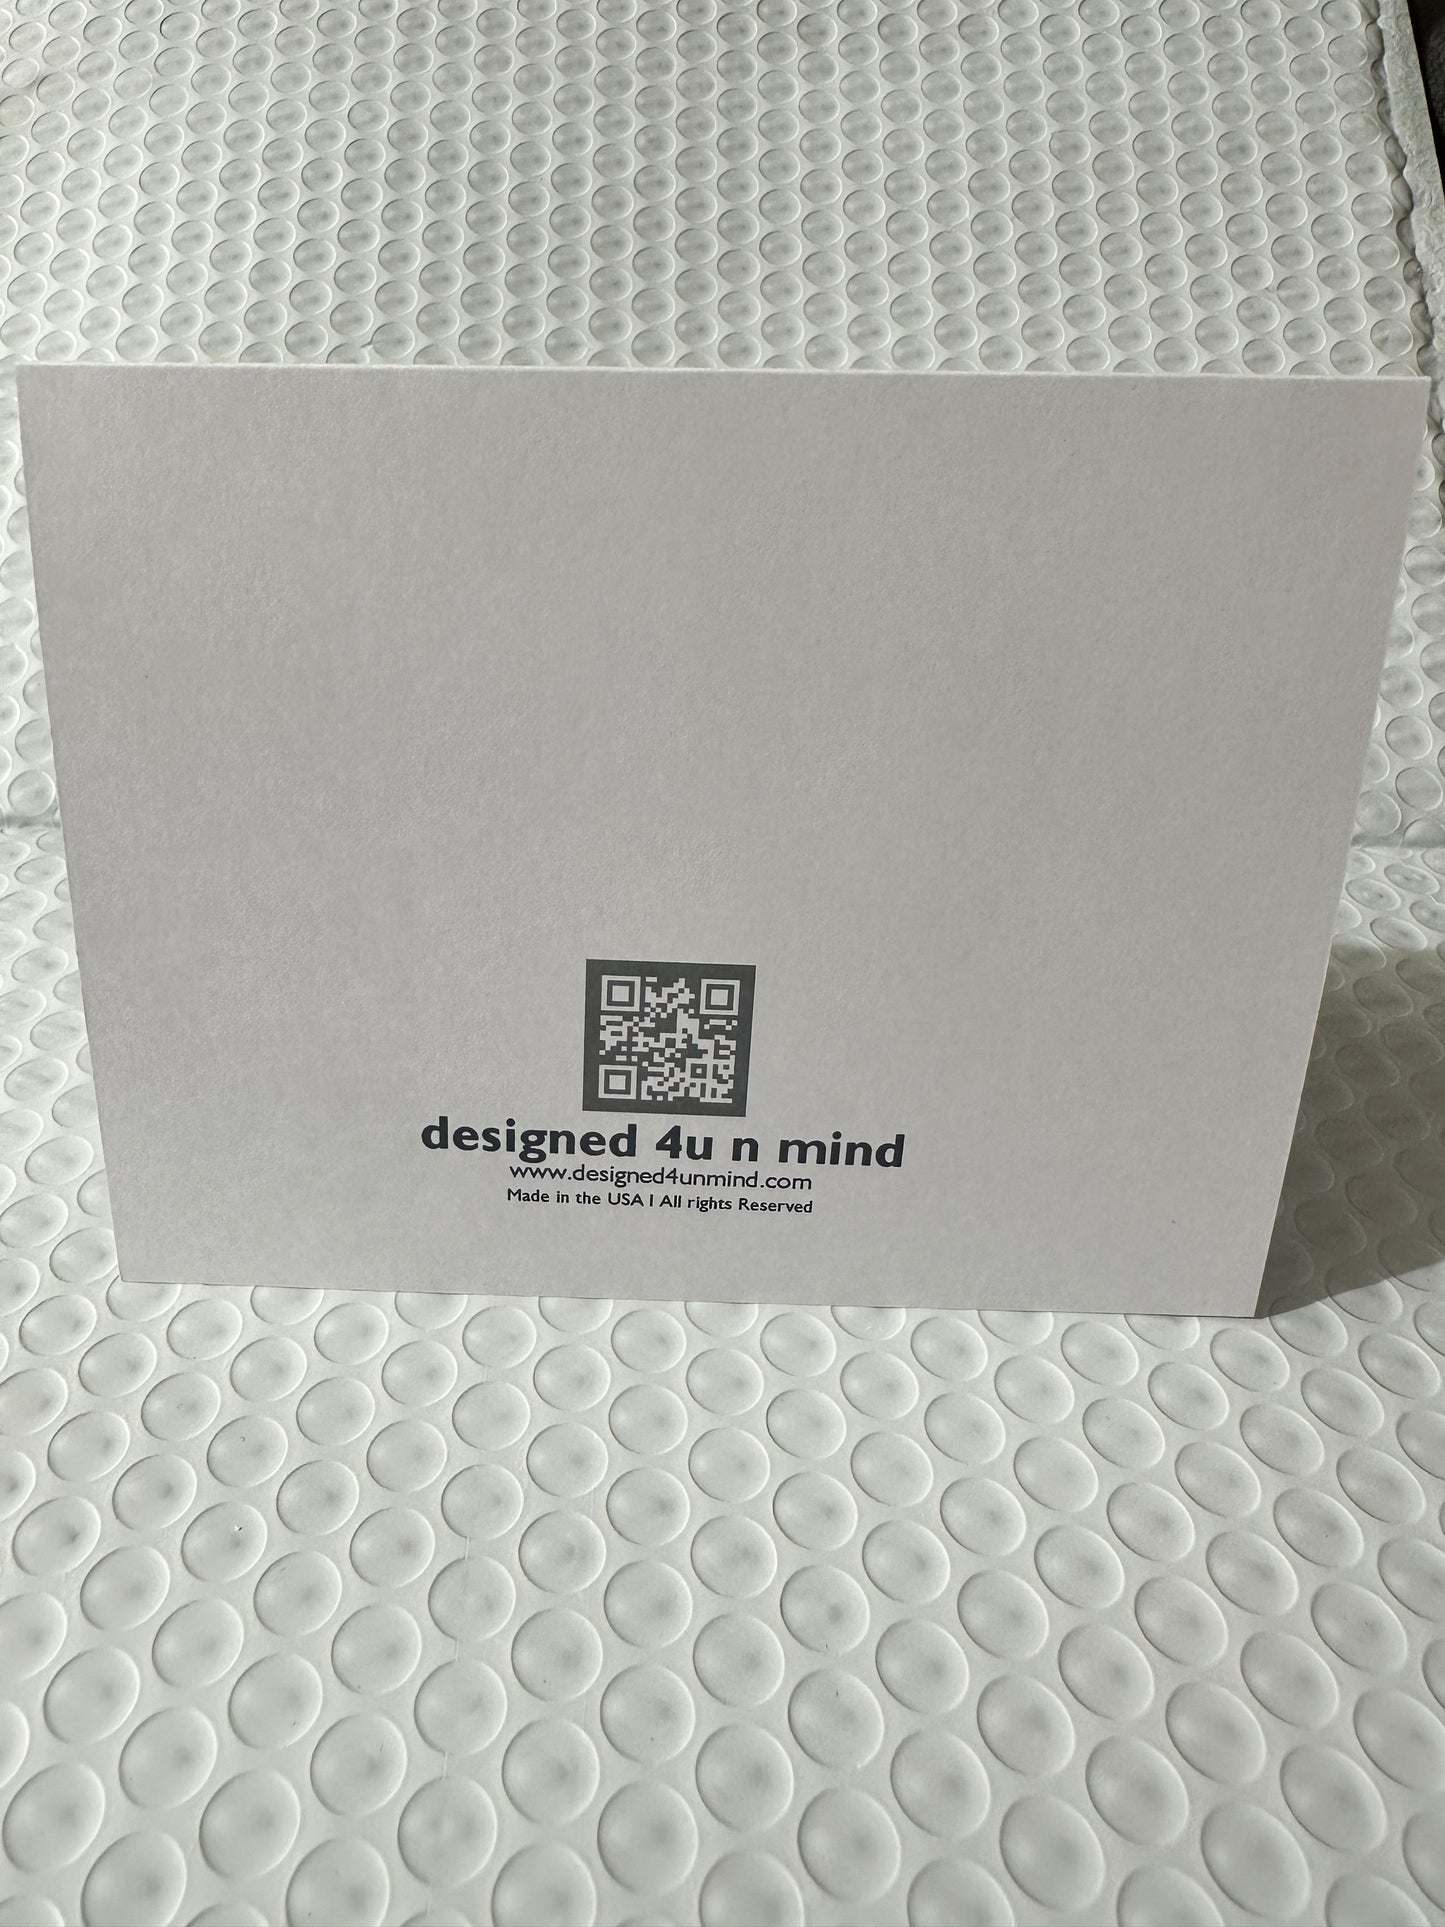 designed 4u n mind
www.designed4unmind.com
Made in the USA | All rights Reserved